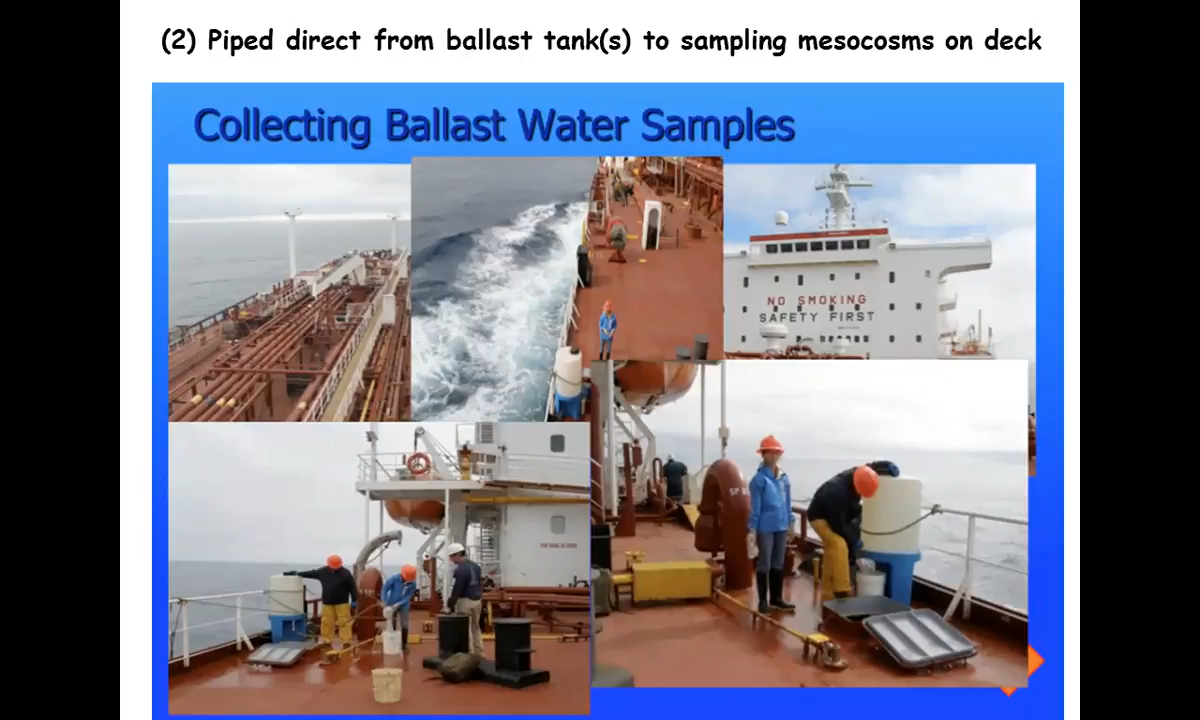 (2) Piped direct from ballast tank(s) to sampling mesocosms on deck
Collecting Ballast Water Samples
NO SMOKING
SAFETY FIRST